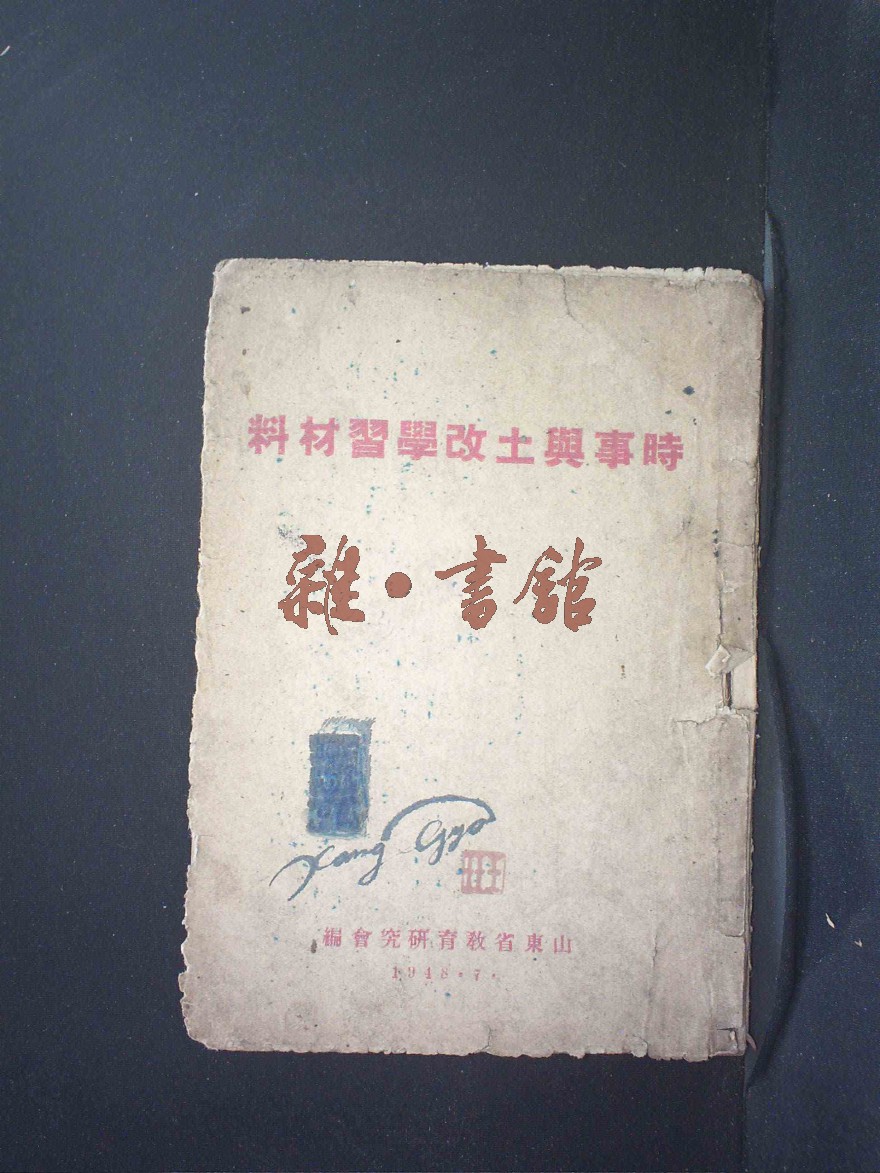 時事與土改學習材料
雜·書館
山東省教育研究會編
1948·7·